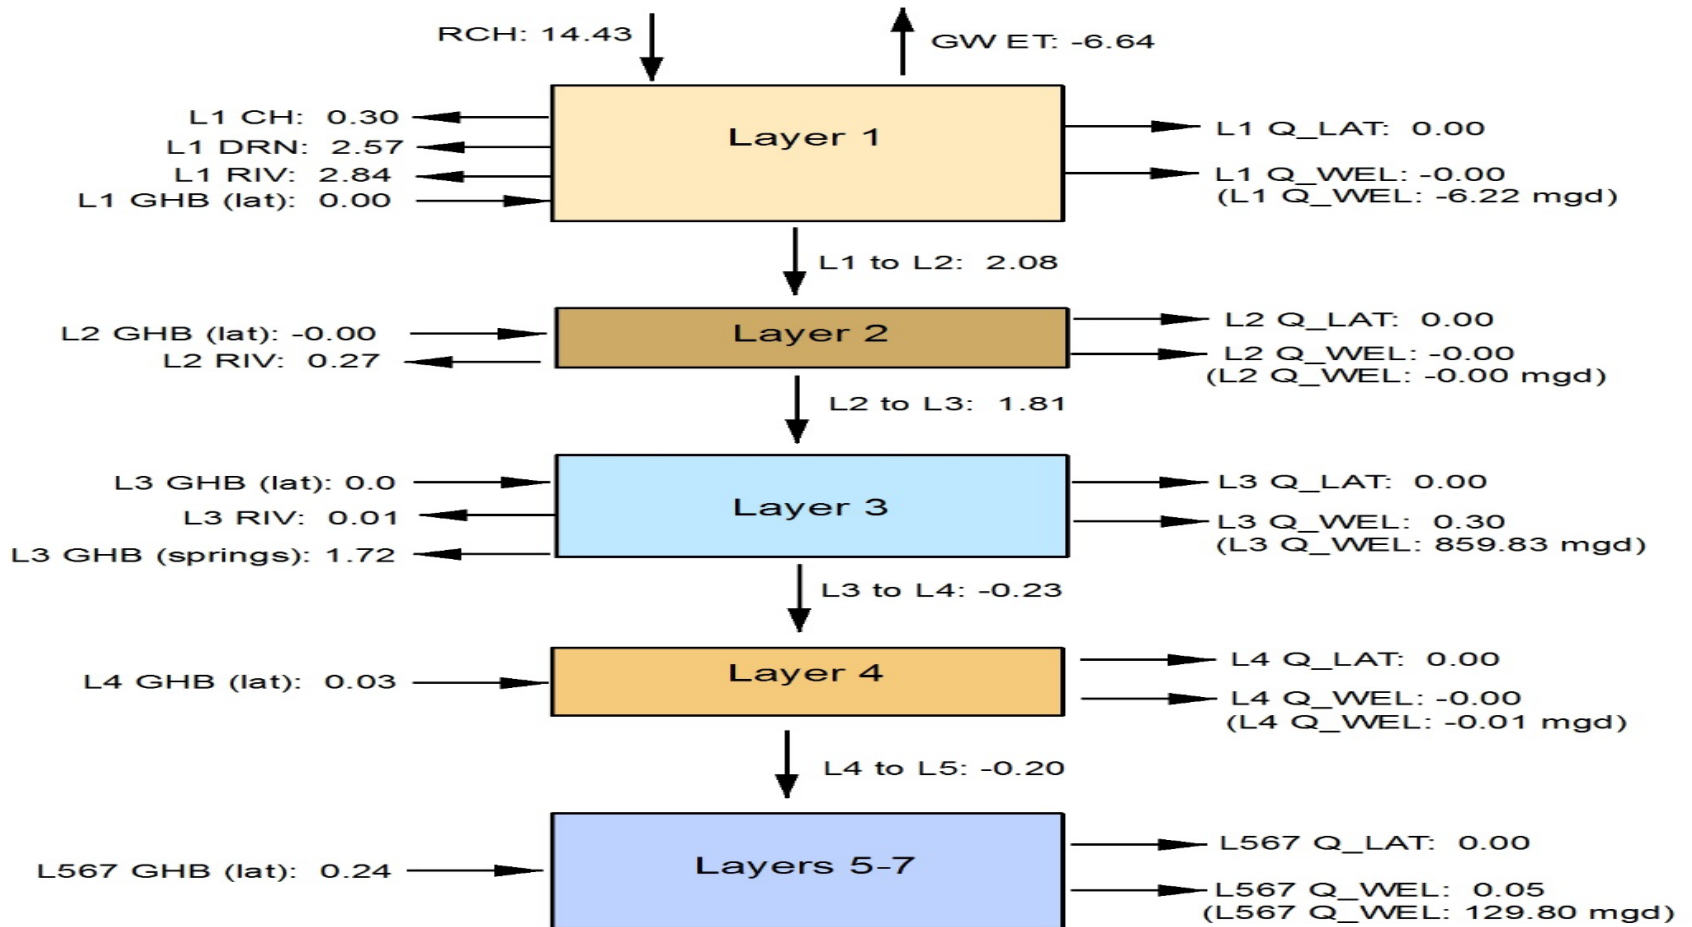 RCH: 14.43
GW ET: -6.64
L1 CH: 0.30
L1 DRN: 2.57
L1 RIV: 2.84
L1 GHB (lat): 0.00
Layer 1
L1 Q_LAT: 0.00
L1 Q_WEL: -0.00
(L1 Q_WEL: -6.22 mgd)
L1 to L2: 2.08
L2 GHB (lat): -0.00
L2 RIV: 0.27
Layer 2
L2 Q_LAT: 0.00
L2 Q_WEL: -0.00
(L2 Q_WEL: -0.00 mgd)
L2 to L3: 1.81
L3 GHB (lat): 0.0
L3 RIV: 0.01
L3 GHB (springs): 1.72
Layer 3
L3 Q_LAT: 0.00
L3 Q_WEL: 0.30
(L3 Q_WEL: 859.83 mgd)
L3 to L4: -0.23
L4 GHB (lat): 0.03
Layer 4
L4 Q_LAT: 0.00
L4 Q_WEL: -0.00
(L4 Q_WEL: -0.01 mgd)
L4 to L5: -0.20
L567 GHB (lat): 0.24
Layers 5-7
L567 Q_LAT: 0.00
L567 Q_WEL: 0.05
(L567 Q_WEL: 129.80 mgd)